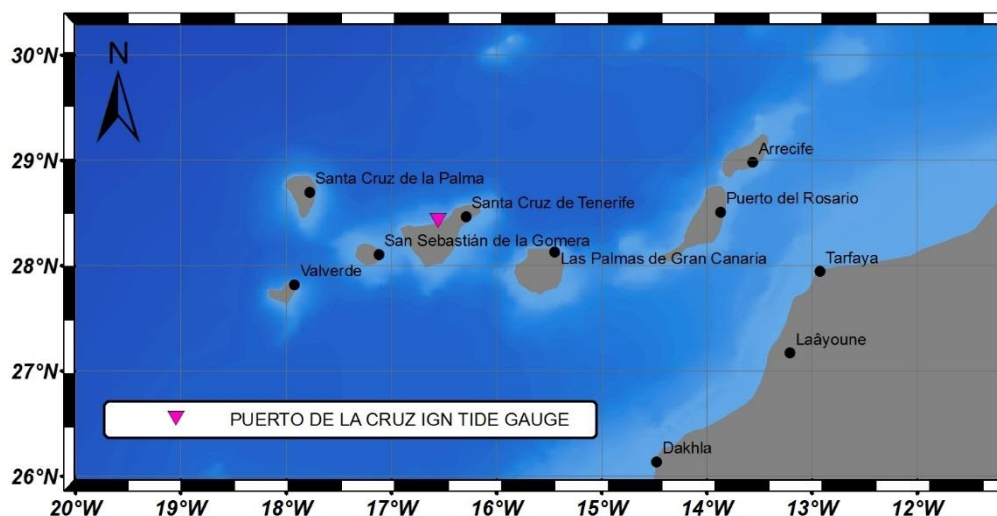 N
30°N
29°N
28°N
27°N
26°N
Arrecife
Santa Cruz de la Palma
Puerto del Rosario
Santa Cruz de Tenerife
San Sebastián de la Gomera
Las Palmas de Gran Canaria
Tarfaya
Valverde
Laâyoune
PUERTO DE LA CRUZ IGN TIDE GAUGE
Dakhla
20°W 19°W 18°W 17°W 16°W 15°W 14°W 13°W 12°W